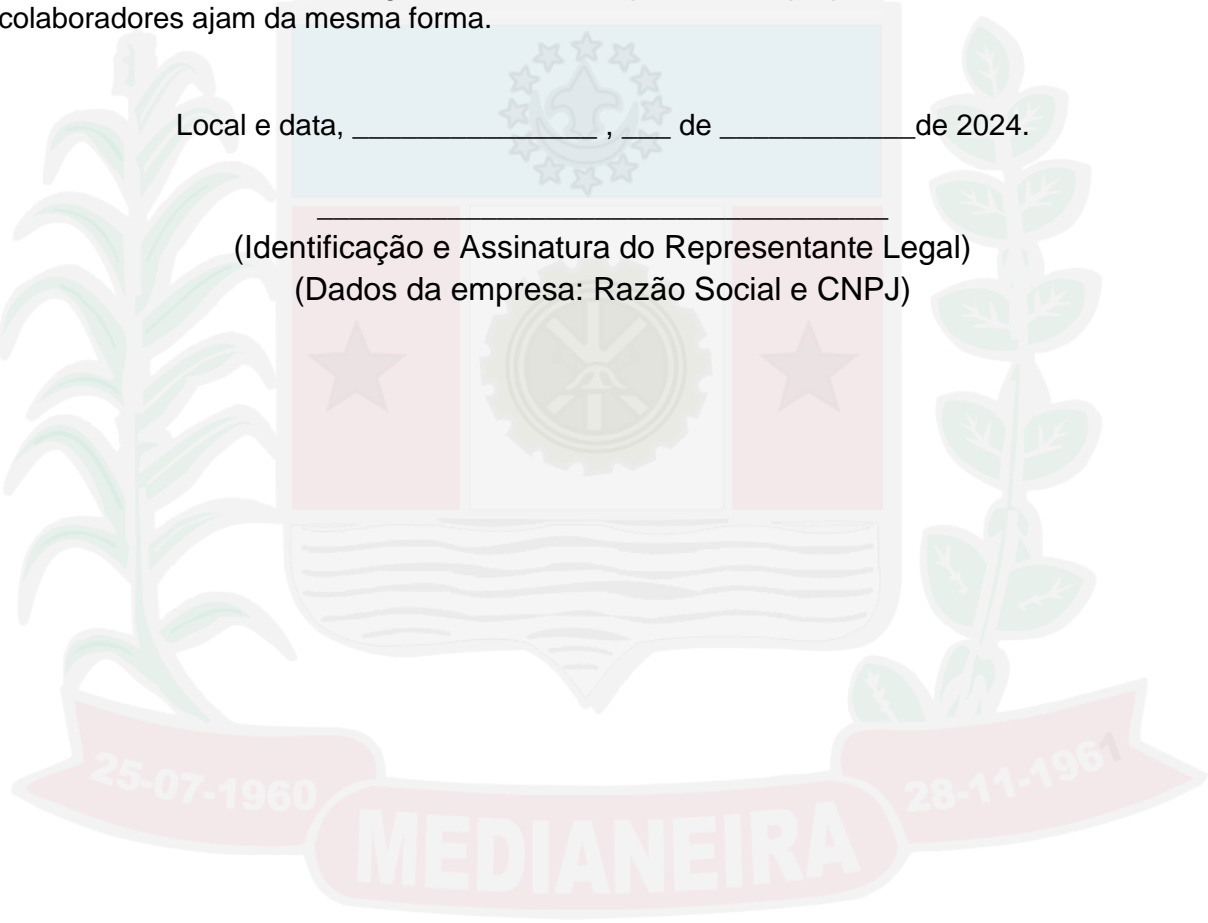 colaboradores ajam da mesma forma.
Local e data, _______________ , ___ de ____________de 2024.
___________________________________
(Identificação e Assinatura do Representante Legal)
(Dados da empresa: Razão Social e CNPJ)
25-07-1960
MEDIANEIRA
28-11-1961